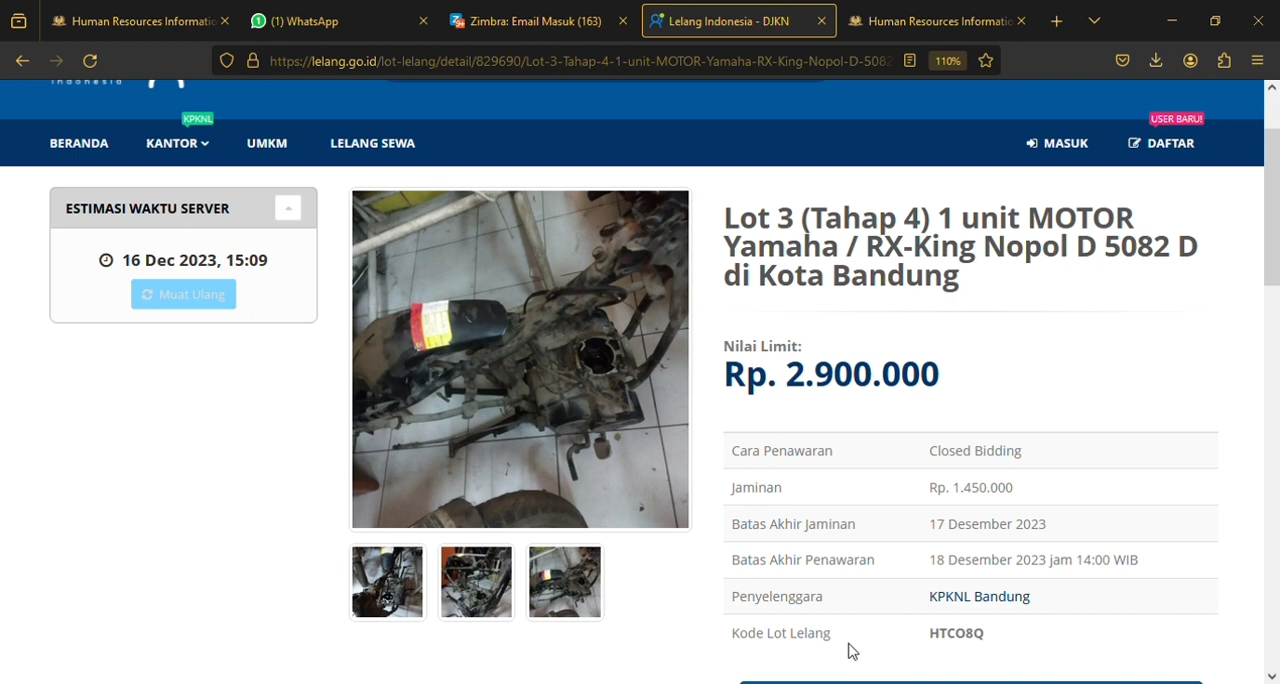 Human Resources Informatio
(1) WhatsApp
Zimbra: Email Masuk (163)
Lelang Indonesia - DJKN
Human Resources Informatio
https://lelang.go.id/lot-lelang/detail/829690/Lot-3-Tahap-4-1-unit-MOTOR-Yamaha-RX-King-Nopol-D-5082
110%
Indonesia
KPKNL
USER BARU!
BERANDA
KANTOR
UMKM
LELANG SEWA
MASUK
DAFTAR
ESTIMASI WAKTU SERVER
16 Dec 2023, 15:09
Muat Ulang
Lot 3 (Tahap 4) 1 unit MOTOR
Yamaha / RX-King Nopol D 5082 D
di Kota Bandung
Nilai Limit:
Rp. 2.900.000
Cara Penawaran Closed Bidding
Jaminan Rp. 1.450.000
Batas Akhir Jaminan 17 Desember 2023
Batas Akhir Penawaran 18 Desember 2023 jam 14:00 WIB
Penyelenggara KPKNL Bandung
Kode Lot Lelang HTCO8Q